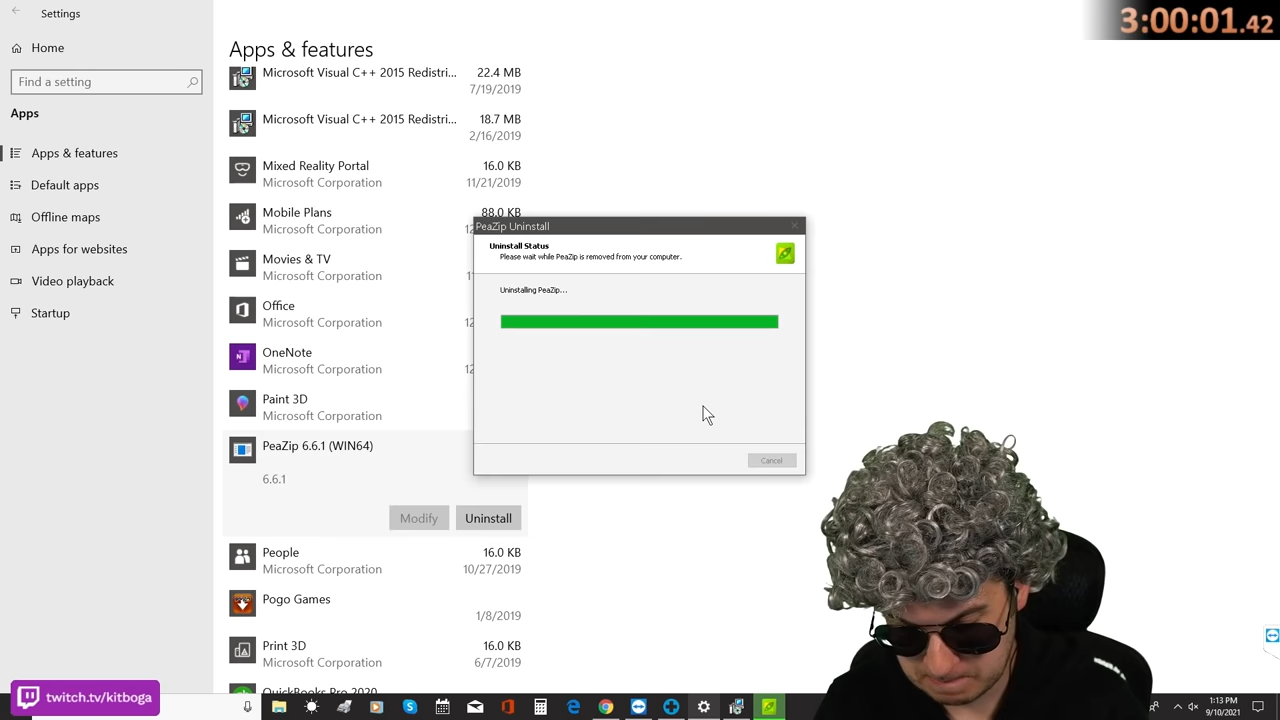 Settings
3:00:01.42
Home
Find a setting
Apps
Apps & features
Default apps
Offline maps
Apps for websites
Video playback
Startup
Apps & features
Microsoft Visual C++ 2015 Redistri... 22.4 MB
7/19/2019
Microsoft Visual C++ 2015 Redistri... 18.7 MB
2/16/2019
Mixed Reality Portal 16.0 KB
Microsoft Corporation 11/21/2019
Mobile Plans 88.0 KB
Microsoft Corporation
Movies & TV
Microsoft Corporation
Office
Microsoft Corporation
OneNote
Microsoft Corporation
Paint 3D
Microsoft Corporation
PeaZip 6.6.1 (WIN64)
6.6.1
Modify Uninstall
People 16.0 KB
Microsoft Corporation 10/27/2019
Pogo Games
1/8/2019
Print 3D 16.0 KB
Microsoft Corporation 6/7/2019
QuickBooks Pro 2020
PeaZip Uninstall
Uninstall Status
Please wait while PeaZip is removed from your computer.
Uninstalling PeaZip...
Cancel
twitch.tv/kitboga
1:13 PM
9/10/2021